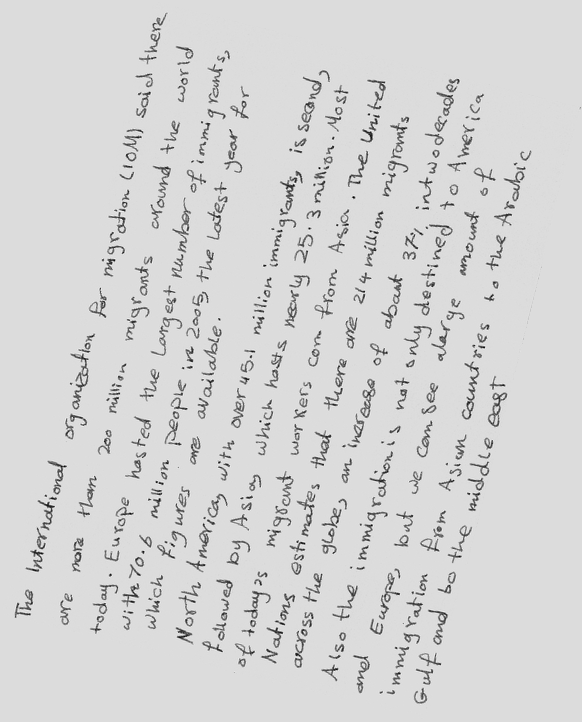 The International organization for migration (IOM) said there
are more than 200 million migrants around the world
today. Europe hosted the Largest number of immigrants,
with 70.6 million people in 2005, the Latest year for
which figures are available.
North America, with over 45.1 million immigrants, is second,
followed by Asia, which hosts nearly 25.3 million. Most
of today's migrant workers com from Asia. The United
Nations estimates that there are 214 million migrants
across the globe, an increase of about 37% intwodecades
Also the immigration is not only destined to America
and Europe, but we can see alarge amount of
immigration from Asian countries to the Arabic
Gulf and to the middle east